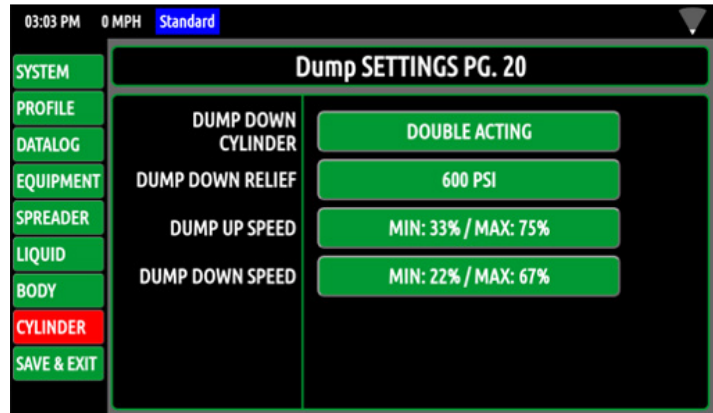 03:03 PM 0 MPH Standard
Dump SETTINGS PG. 20
SYSTEM
PROFILE
DATALOG
EQUIPMENT
SPREADER
LIQUID
BODY
CYLINDER
SAVE & EXIT
DUMP DOWN
CYLINDER
DOUBLE ACTING
DUMP DOWN RELIEF
600 PSI
DUMP UP SPEED
MIN: 33% / MAX: 75%
DUMP DOWN SPEED
MIN: 22% / MAX: 67%